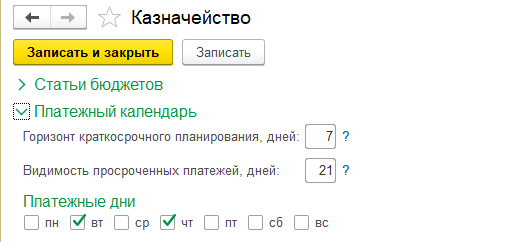 Казначейство
Записать и закрыть Записать
Статьи бюджетов
Платежный календарь
Горизонт краткосрочного планирования, дней: 7 ?
Видимость просроченных платежей, дней: 21 ?
Платежные дни
пн вт ср чт пт сб вс